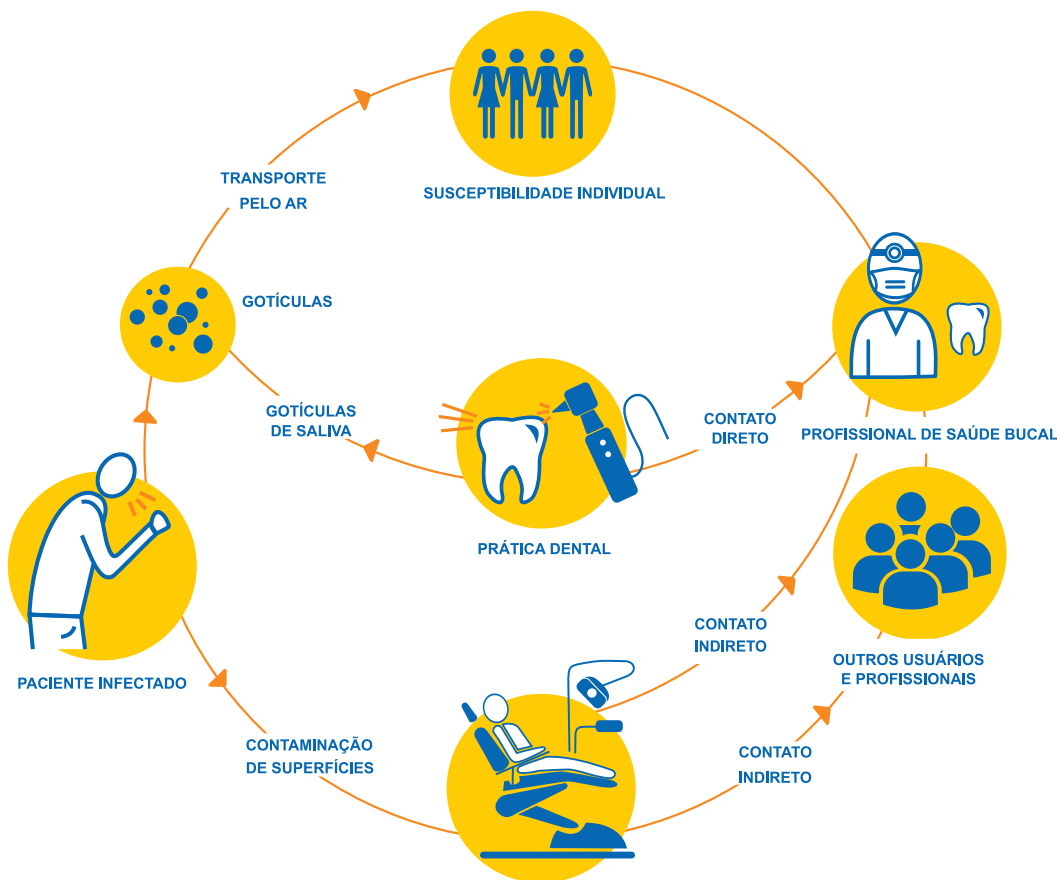 TRANSPORTE
PELO AR
SUSCEPTIBILIDADE INDIVIDUAL
GOTÍCULAS
GOTÍCULAS
DE SALIVA
CONTATO
DIRETO
PROFISSIONAL DE SAÚDE BUCAL
PRÁTICA DENTAL
PACIENTE INFECTADO
CONTATO
INDIRETO
OUTROS USUÁRIOS
E PROFISSIONAIS
CONTAMINAÇÃO
DE SUPERFÍCIES
CONTATO
INDIRETO